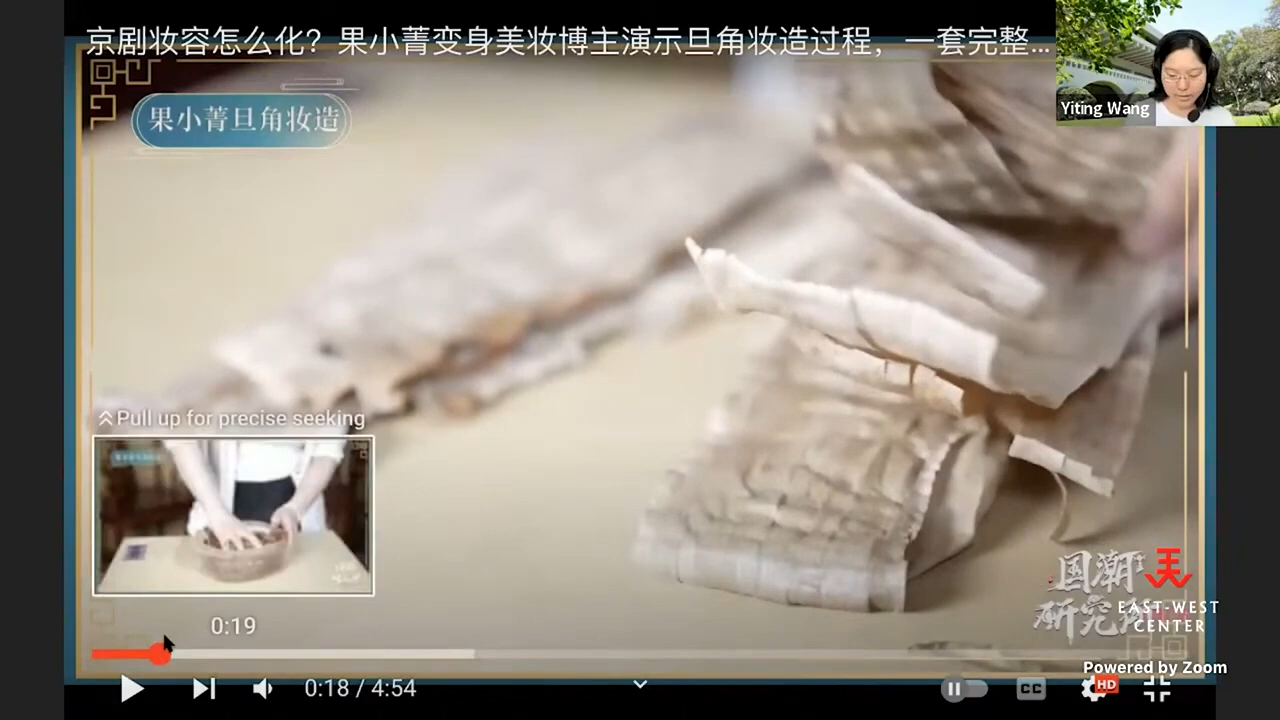 京剧妆容怎么化？果小菁变身美妆博主演示旦角妆造过程，一套完整...
Yiting Wang
果小菁旦角妆造
Pull up for precise seeking
0:19
国潮
研究所
EAST-WEST
CENTER
Powered by Zoom
0:18 / 4:54
CC
HD